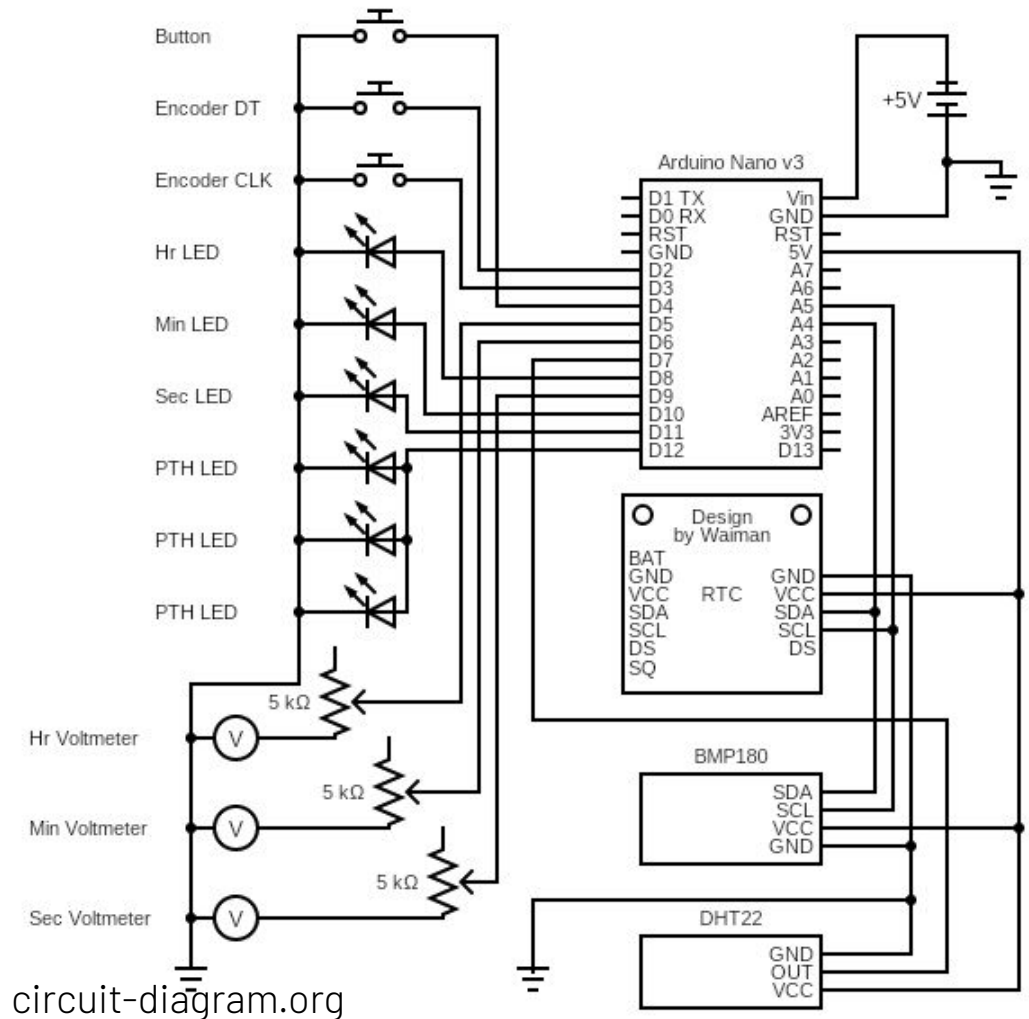 Button
Encoder DT
Encoder CLK
Hr LED
Min LED
Sec LED
PTH LED
PTH LED
PTH LED
5 kΩ
Hr Voltmeter
V
5 kΩ
Min Voltmeter
V
5 kΩ
Sec Voltmeter
V
+5V
Arduino Nano v3
D1 TX
D0 RX
RST
GND
D2
D3
D4
D5
D6
D7
D8
D9
D10
D11
D12
Vin
GND
RST
5V
A7
A6
A5
A4
A3
A2
A1
A0
AREF
3V3
D13
Design
by Waiman
RTC
BAT
GND
VCC
SDA
SCL
DS
SQ
GND
VCC
SDA
SCL
DS
BMP180
SDA
SCL
VCC
GND
DHT22
GND
OUT
VCC
circuit-diagram.org